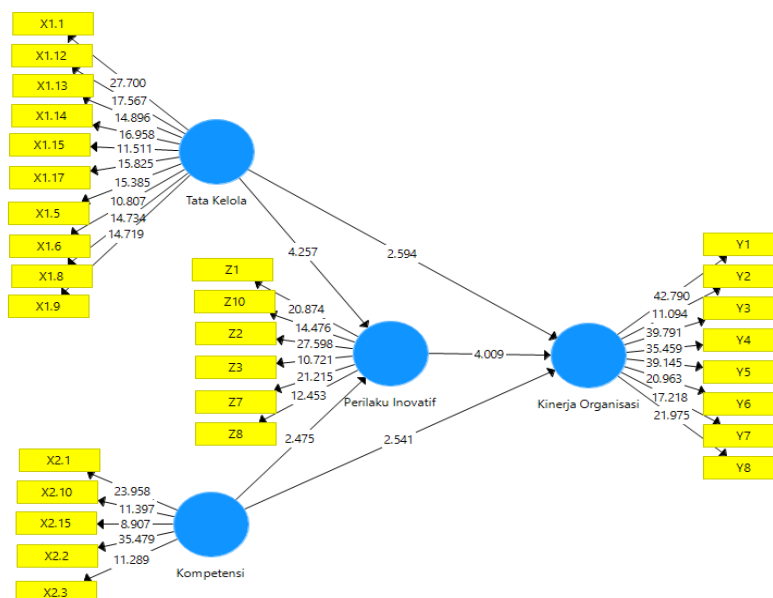 X1.1
X1.12
X1.13
X1.14
X1.15
X1.17
X1.5
X1.6
X1.8
X1.9
27.700
17.567
14.896
16.958
11.511
15.825
15.385
10.807
14.734
14.719
Tata Kelola
4.257
2.594
Z1
Z10
Z2
Z3
Z7
Z8
20.874
14.476
27.598
10.721
21.215
12.453
Perilaku Inovatif
4.009
Kinerja Organisasi
42.790
11.094
39.791
35.459
39.145
20.963
17.218
21.975
Y1
Y2
Y3
Y4
Y5
Y6
Y7
Y8
2.475
2.541
X2.1
X2.10
X2.15
X2.2
X2.3
23.958
11.397
8.907
35.479
11.289
Kompetensi